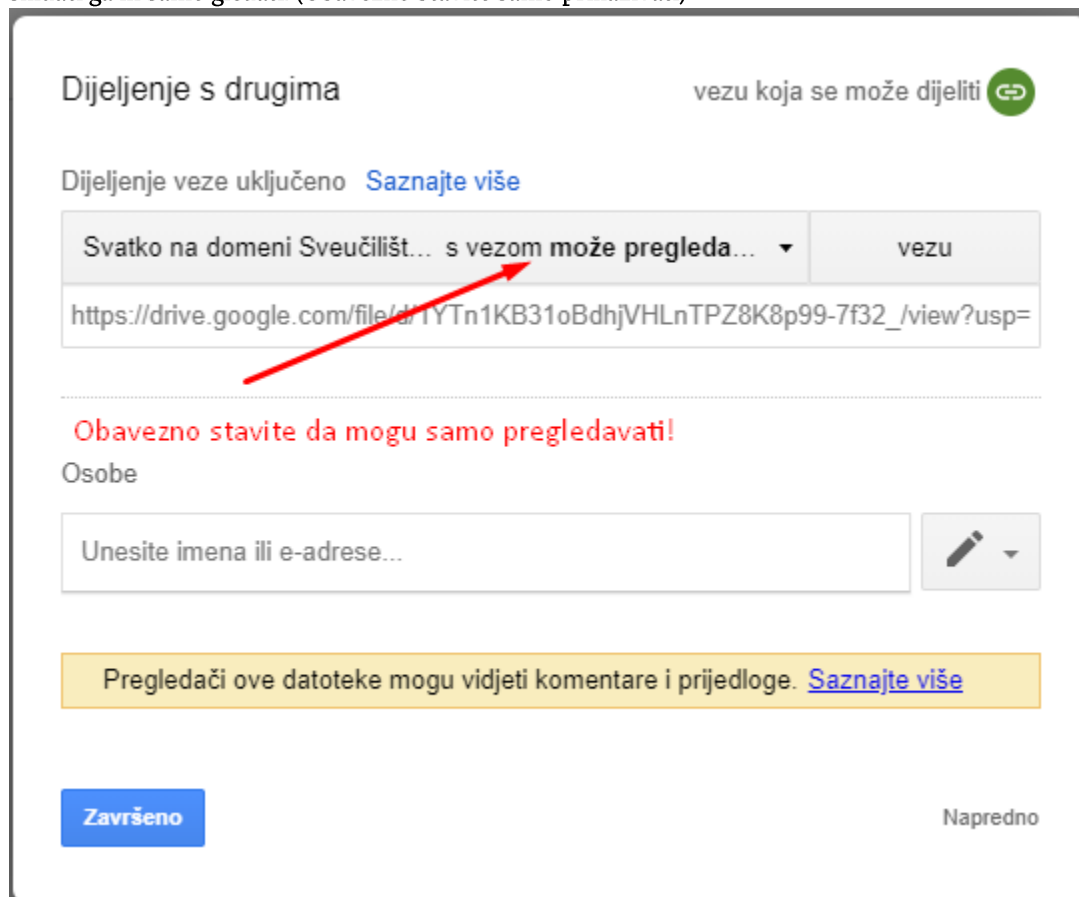 Dijeljenje s drugima
vezu koja se može dijeliti
Dijeljenje veze uključeno Saznajte više
Svatko na domeni Sveučilišt... s vezom može pregleda... vezu
https://drive.google.com/file/d/1YTn1KB31oBdhjVHLnTPZ8K8p99-7f32_/view?usp=
Obavezno stavite da mogu samo pregledavati!
Osobe
Unesite imena ili e-adrese...
Pregledači ove datoteke mogu vidjeti komentare i prijedloge. Saznajte više
Završeno
Napredno